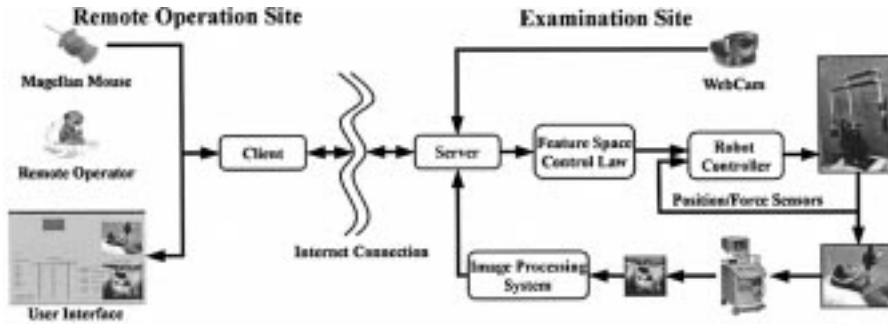 Remote Operation Site
Examination Site
Magellan Mouse
WebCam
Remote Operator
Client
Server
Feature Space
Control Law
Robot
Controller
Position/Force Sensors
Internet Connection
Image Processing
System
User Interface